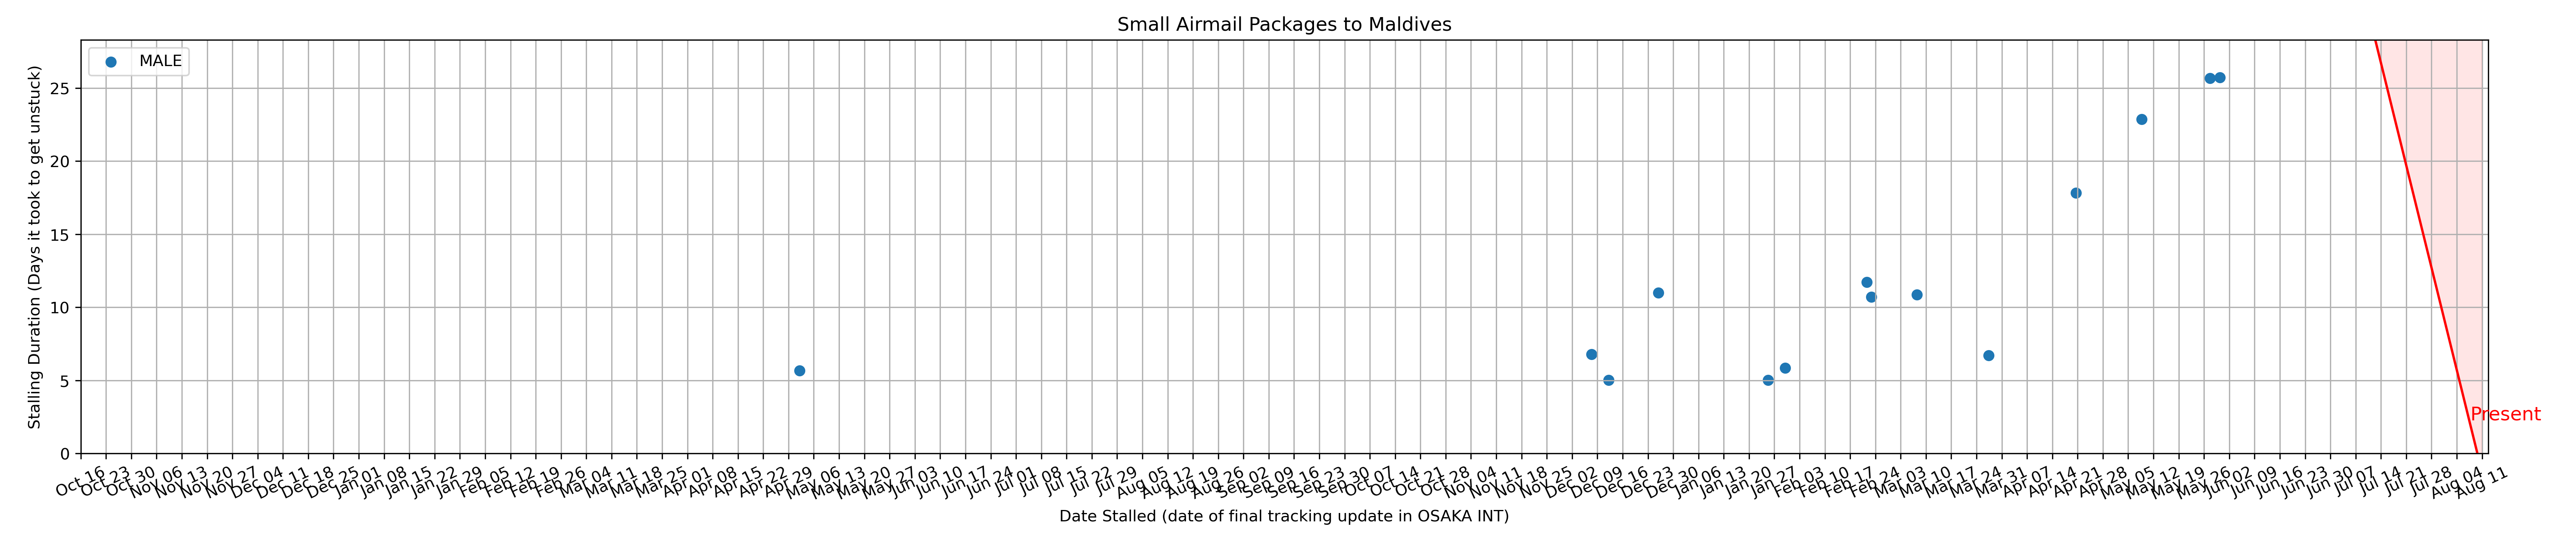 Small Airmail Packages to Maldives
MALE
Stalling Duration (Days it took to get unstuck)
25
20
15
10
5
0
Present
Oct 16
Oct 23
Oct 30
Nov 06
Nov 13
Nov 20
Nov 27
Dec 04
Dec 11
Dec 18
Dec 25
Jan 01
Jan 08
Jan 15
Jan 22
Jan 29
Feb 05
Feb 12
Feb 19
Feb 26
Mar 04
Mar 11
Mar 18
Mar 25
Apr 01
Apr 08
Apr 15
Apr 22
Apr 29
May 06
May 13
May 20
May 27
Jun 03
Jun 10
Jun 17
Jun 24
Jul 01
Jul 08
Jul 15
Jul 22
Jul 29
Aug 05
Aug 12
Aug 19
Aug 26
Sep 02
Sep 09
Sep 16
Sep 23
Sep 30
Oct 07
Oct 14
Oct 21
Oct 28
Nov 04
Nov 11
Nov 18
Nov 25
Dec 02
Dec 09
Dec 16
Dec 23
Dec 30
Jan 06
Jan 13
Jan 20
Jan 27
Feb 03
Feb 10
Feb 17
Feb 24
Mar 03
Mar 10
Mar 17
Mar 24
Mar 31
Apr 07
Apr 14
Apr 21
Apr 28
May 05
May 12
May 19
May 26
Jun 02
Jun 09
Jun 16
Jun 23
Jun 30
Jul 07
Jul 14
Jul 21
Jul 28
Aug 04
Aug 11
Date Stalled (date of final tracking update in OSAKA INT)